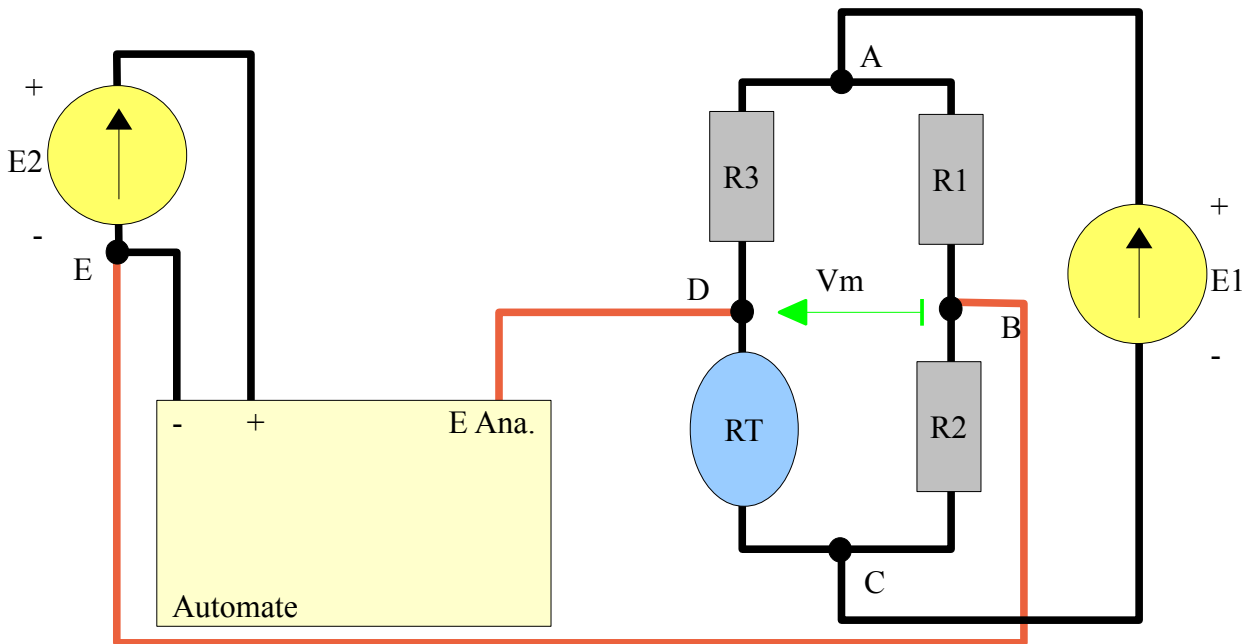 A
+
E2
-
E
R3
R1
+
E1
-
D
Vm
B
- + E Ana.
RT
R2
C
Automate